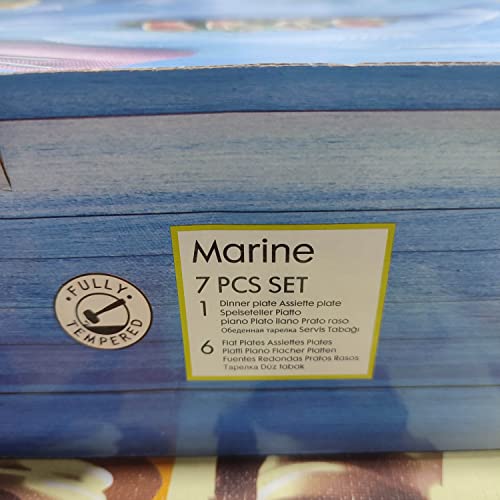 Marine
7 PCS SET
1 Dinner plate Assiette plate
Speiseteller Piatto
piano Plato llano Prato raso
Обеденная тарелка Servis Tabağı
6 Flat Plates Assiettes Plates
Piatti Piano Flacher Platten
Fuentes Redondas Pratos Rasos
Тарелка Düz tabak
FULLY
TEMPERED